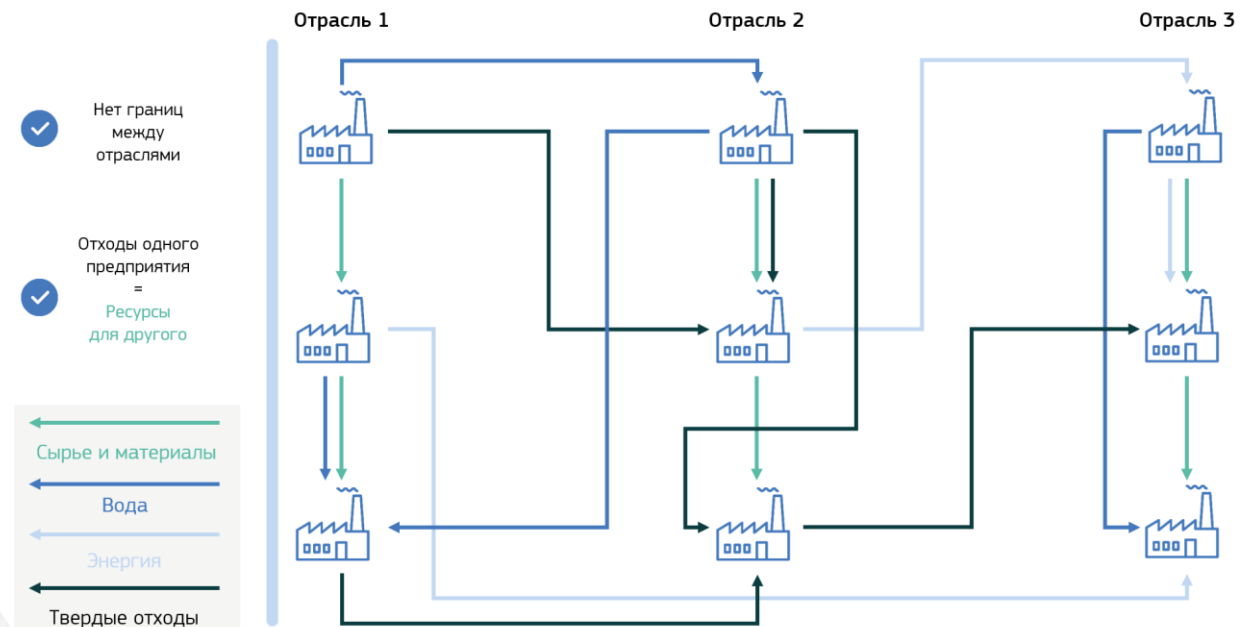 Отрасль 1
Отрасль 2
Отрасль 3
Нет границ
между
отраслями
Отходы одного
предприятия
=
Ресурсы
для другого
Сырье и материалы
Вода
Энергия
Твердые отходы